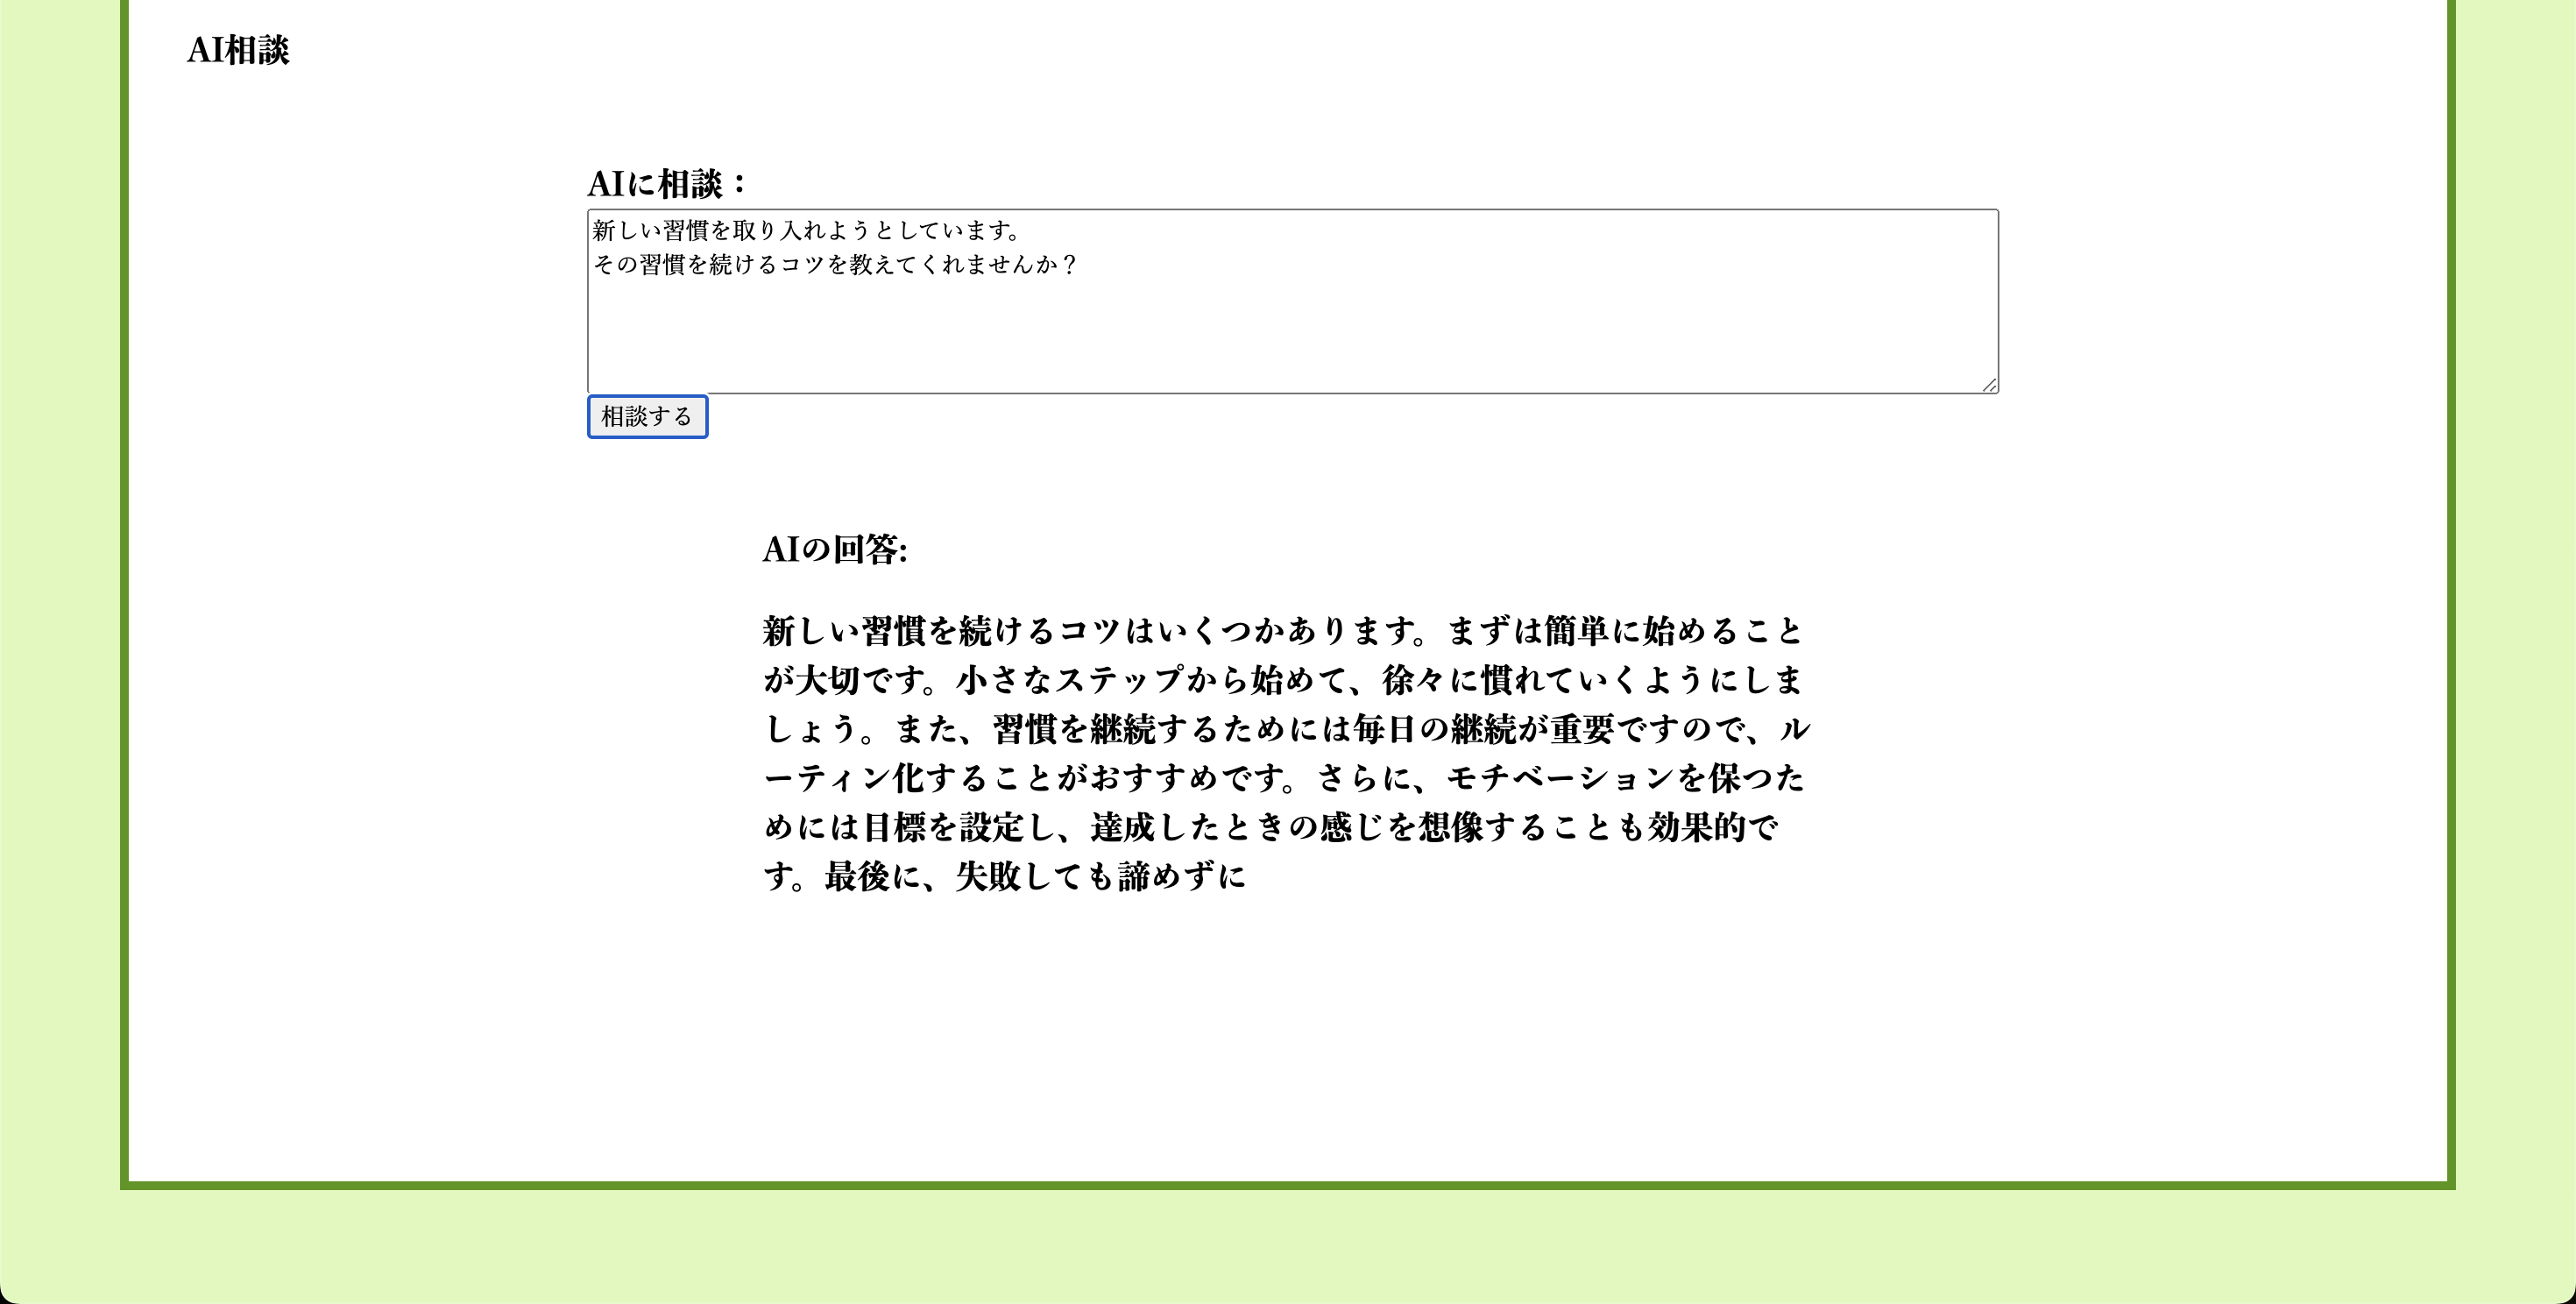 AI相談
AIに相談：
新しい習慣を取り入れようとしています。
その習慣を続けるコツを教えてくれませんか？
相談する
AIの回答:
新しい習慣を続けるコツはいくつかあります。まずは簡単に始めること
が大切です。小さなステップから始めて、徐々に慣れていくようにしま
しょう。また、習慣を継続するためには毎日の継続が重要ですので、ル
ーティン化することがおすすめです。さらに、モチベーションを保つた
めには目標を設定し、達成したときの感じを想像することも効果的で
す。最後に、失敗しても諦めずに